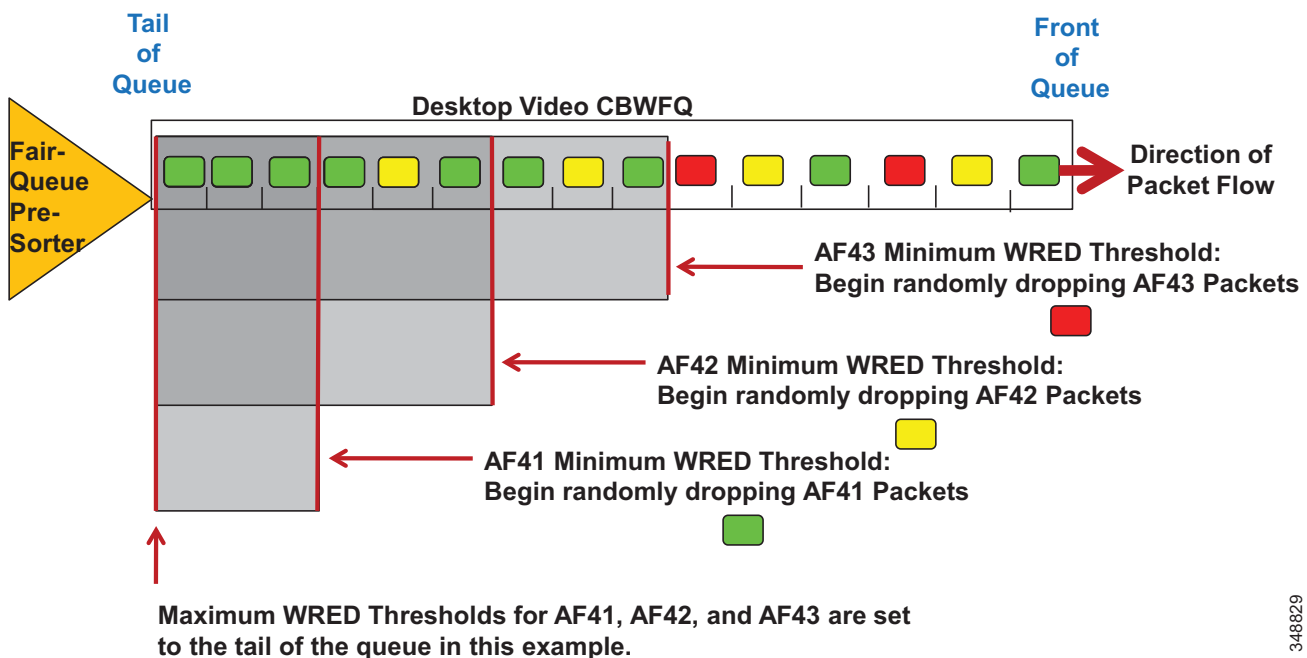 Tail
of
Queue
Front
of
Queue
Desktop Video CBWFQ
Fair-
Queue
Pre-
Sorter
Direction of
Packet Flow
AF43 Minimum WRED Threshold:
Begin randomly dropping AF43 Packets
AF42 Minimum WRED Threshold:
Begin randomly dropping AF42 Packets
AF41 Minimum WRED Threshold:
Begin randomly dropping AF41 Packets
Maximum WRED Thresholds for AF41, AF42, and AF43 are set
to the tail of the queue in this example.
348829